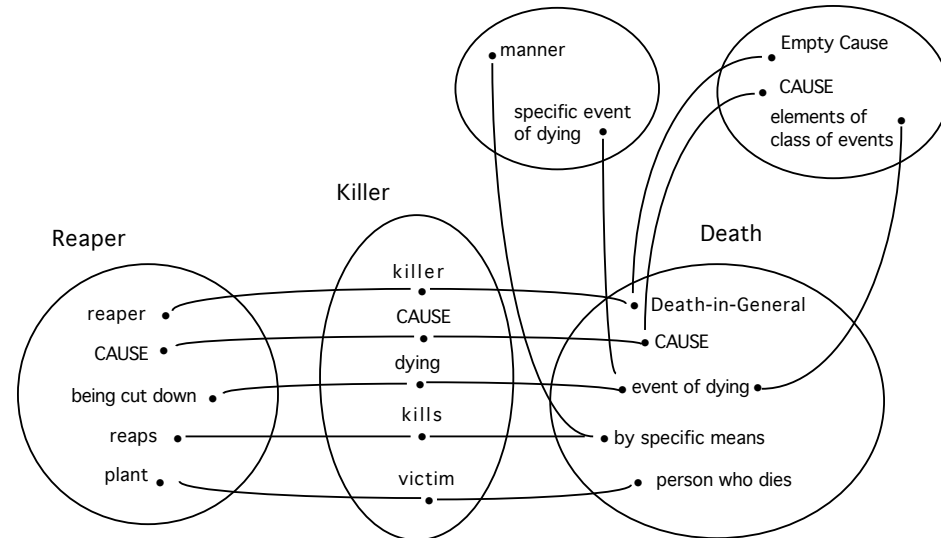 manner
specific event
of dying
Empty Cause
CAUSE
elements of
class of events
Reaper
reaper
CAUSE
being cut down
reaps
plant
Killer
killer
CAUSE
dying
kills
victim
Death
Death-in-General
CAUSE
event of dying
by specific means
person who dies